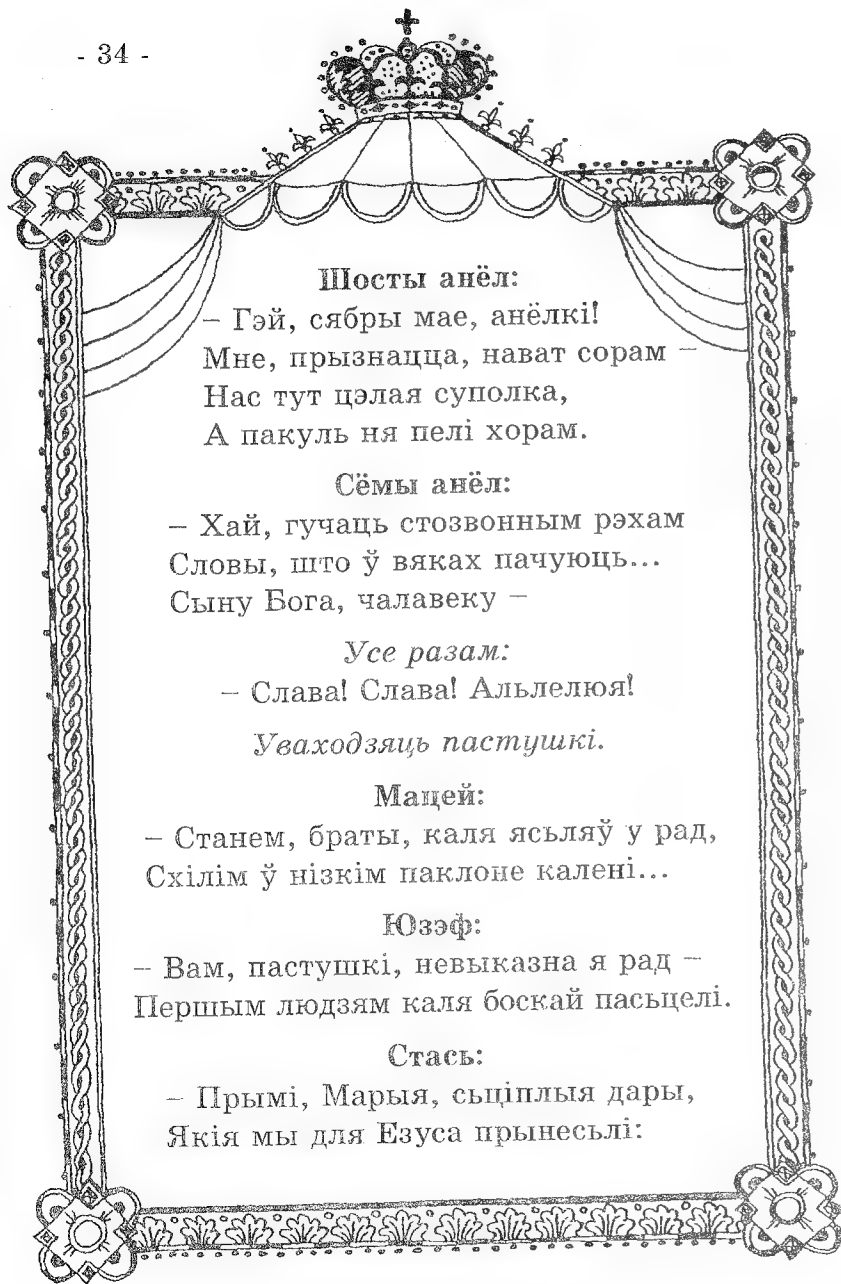 - 34 -
Шосты анёл:
– Гэй, сябры мае, анёлкі!
Мне, прызнацца, нават сорам –
Нас тут цэлая суполка,
А пакуль ня пелі хорам.
Сёмы анёл:
– Хай, гучаць стозвонным рэхам
Словы, што ў вяках пачуюць...
Сыну Бога, чалавеку –
Усе разам:
– Слава! Слава! Альлелюя!
Уваходзяць пастушкі.
Мацей:
– Станем, браты, каля ясьляў у рад,
Схілім ў нізкім паклоне калені...
Юзэф:
– Вам, пастушкі, невыказна я рад –
Першым людзям каля боскай пасьцелі.
Стась:
– Прымі, Марыя, сьціплыя дары,
Якія мы для Езуса прынесьлі: